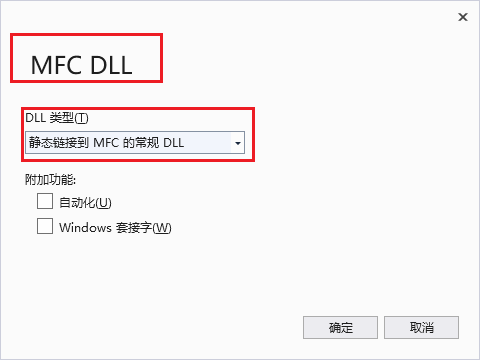 MFC DLL
DLL 类型(T)
静态链接到 MFC 的常规 DLL
附加功能:
自动化(U)
Windows 套接字(W)
确定
取消